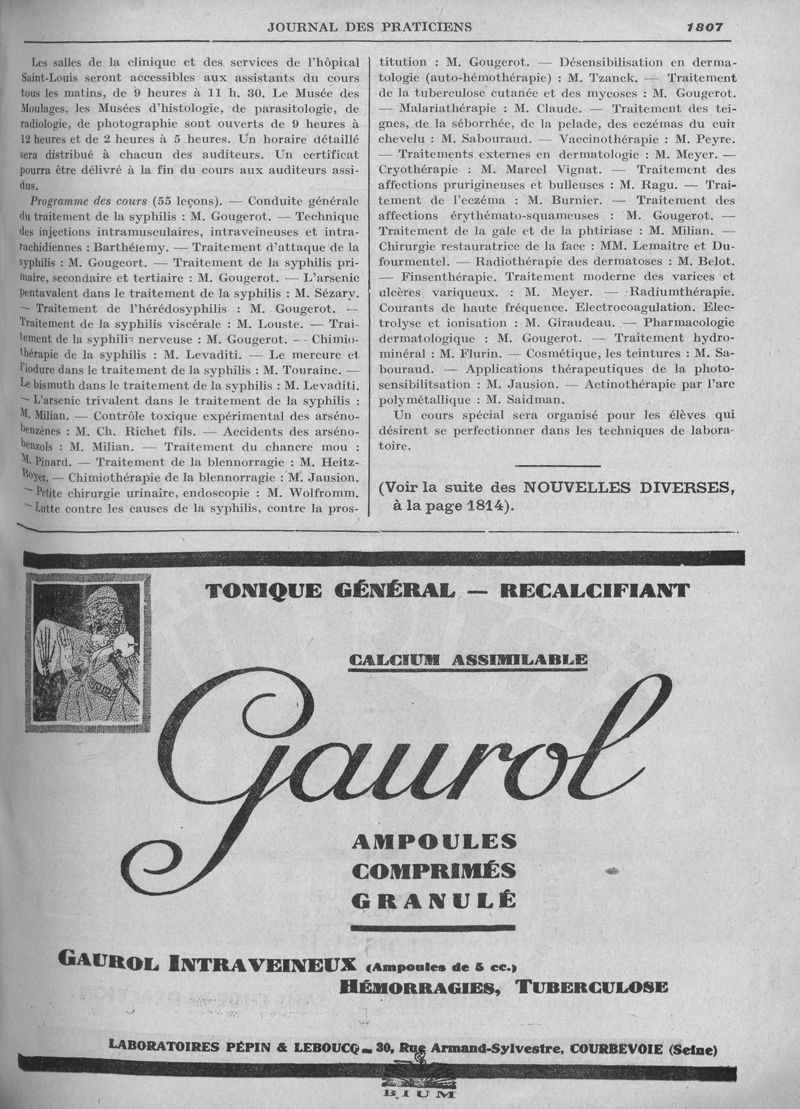 JOURNAL DES PRATICIENS 1807
Les salles de la clinique et des services de l'hôpital
Saint-Louis seront accessibles aux assistants du cours
tous les matins, de 9 heures à 11 h. 30. Le Musée des
Moulages, les Musées d'histologie, de parasitologie, de
radiologie, de photographie sont ouverts de 9 heures à
12 heures et de 2 heures à 5 heures. Un horaire détaillé
sera distribué à chacun des auditeurs. Un certificat
pourra être délivré à la fin du cours aux auditeurs assi-
dus.
Programme des cours (55 leçons). — Conduite générale
du traitement de la syphilis : M. Gougerot. — Technique
des injections intramusculaires, intraveineuses et intra-
rachidiennes : Barthélemy. — Traitement d'attaque de la
syphilis : M. Gougeort. — Traitement de la syphilis pri-
maire, secondaire et tertiaire : M. Gougerot. — L'arsenic
pentavalent dans le traitement de la syphilis : M. Sézary.
— Traitement de l'hérédosyphilis : M. Gougerot. —
Traitement de la syphilis viscérale : M. Louste. — Trai-
tement de la syphilis nerveuse : M. Gougerot. — Chimio-
thérapie de la syphilis : M. Levaditi. — Le mercure et
l'iodure dans le traitement de la syphilis : M. Touraine. —
Le bismuth dans le traitement de la syphilis : M. Levaditi.
— L'arsenic trivalent dans le traitement de la syphilis :
M. Milian. — Contrôle toxique expérimental des arséno-
benzènes : M. Ch. Richet fils. — Accidents des arséno-
benzols : M. Milian. — Traitement du chancre mou :
M. Pinard. — Traitement de la blennorragie : M. Heitz-
Boyer. — Chimiothérapie de la blennorragie : M. Jausion.
— Petite chirurgie urinaire, endoscopie : M. Wolfromm.
— Lutte contre les causes de la syphilis, contre la pros-
titution : M. Gougerot. — Désensibilisation en derma-
tologie (auto-hémothérapie) : M. Tzanck. — Traitement
de la tuberculose cutanée et des mycoses : M. Gougerot.
— Malariathérapie : M. Claude. — Traitement des tei-
gnes, de la séborrhée, de la pelade, des eczémas du cuir
chevelu : M. Sabouraud. — Vaccinothérapie : M. Peyre.
— Traitements externes en dermatologie : M. Meyer. —
Cryothérapie : M. Marcel Vignat. — Traitement des
affections prurigineuses et bulleuses : M. Ragu. — Trai-
tement de l'eczéma : M. Burnier. — Traitement des
affections érythémato-squameuses : M. Gougerot. —
Traitement de la gale et de la phtiriase : M. Milian. —
Chirurgie restauratrice de la face : MM. Lemaitre et Du-
fourmentel. — Radiothérapie des dermatoses : M. Belot.
— Finsenthérapie. Traitement moderne des varices et
ulcères variqueux. : M. Meyer. — Radiumthérapie.
Courants de haute fréquence. Electrocoagulation. Elec-
trolyse et ionisation : M. Giraudeau. — Pharmacologie
dermatologique : M. Gougerot. — Traitement hydro-
minéral : M. Flurin. — Cosmétique, les teintures : M. Sa-
bouraud. — Applications thérapeutiques de la photo-
sensibilitsation : M. Jausion. — Actinothérapie par l'arc
polymétallique : M. Saidman.
Un cours spécial sera organisé pour les élèves qui
désirent se perfectionner dans les techniques de labora-
toire.
(Voir la suite des NOUVELLES DIVERSES,
à la page 1814).
TONIQUE GÉNÉRAL — RECALCIFIANT
CALCIUM ASSIMILABLE
Gaurol
AMPOULES
COMPRIMÉS
GRANULÉ
GAUROL INTRAVEINEUX (Ampoules de 5 cc.)
HÉMORRAGIES, TUBERCULOSE
LABORATOIRES PÉPIN & LEBOUCQ — 30, Rue Armand-Sylvestre, COURBEVOIE (Seine)
BIUM